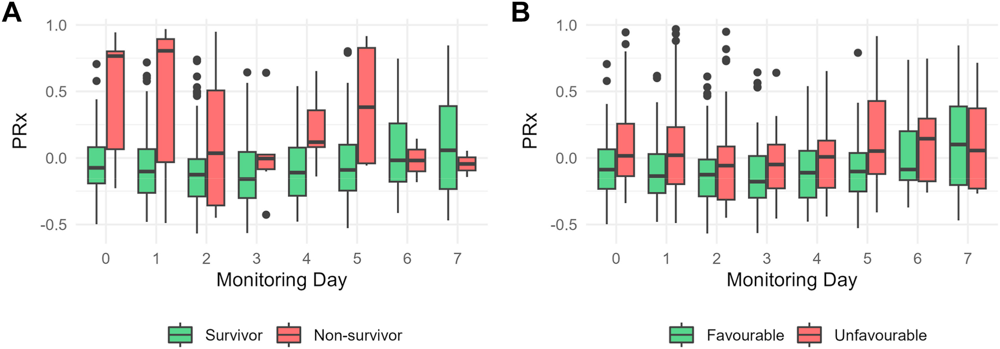 A
1.0
0.5
0.0
-0.5
PRx
0 1 2 3 4 5 6 7
Monitoring Day
Survivor Non-survivor
B
1.0
0.5
0.0
-0.5
PRx
0 1 2 3 4 5 6 7
Monitoring Day
Favourable Unfavourable